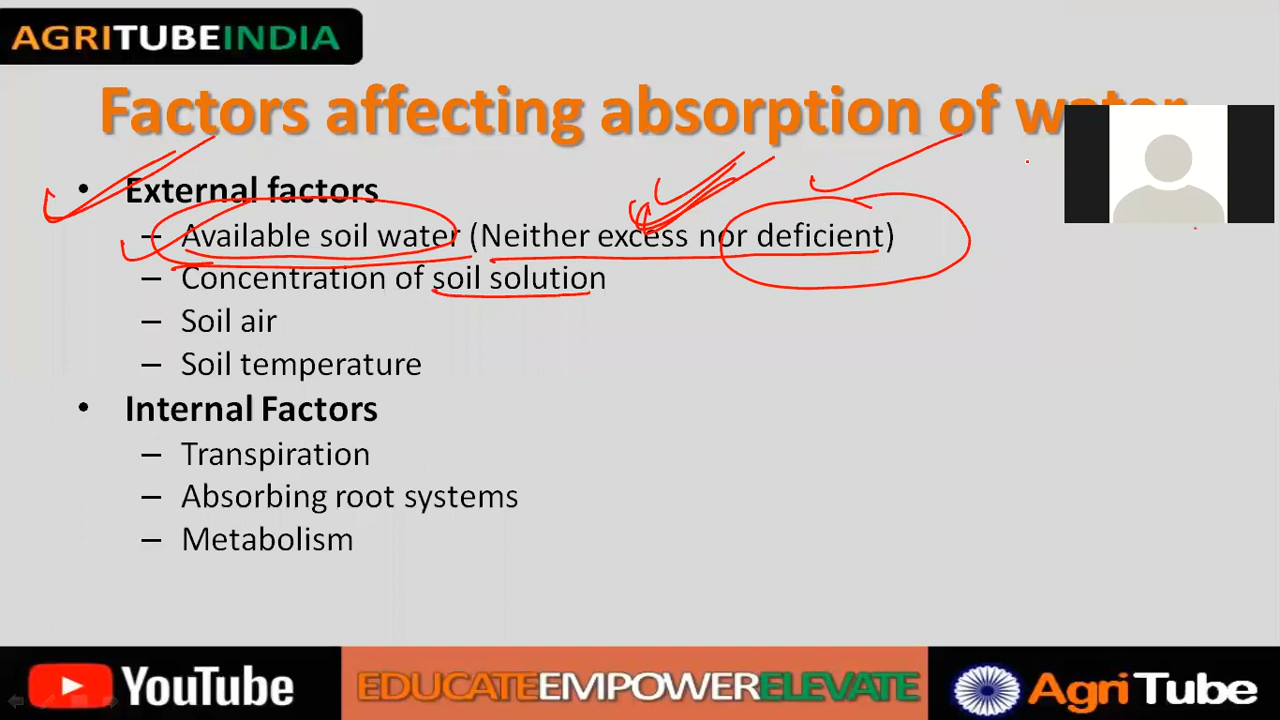 AGRITUBEINDIA
Factors affecting absorption of water
• External factors
– Available soil water (Neither excess nor deficient)
– Concentration of soil solution
– Soil air
– Soil temperature
• Internal Factors
– Transpiration
– Absorbing root systems
– Metabolism
YouTube EDUCATEEMPOWERELEVATE AgriTube